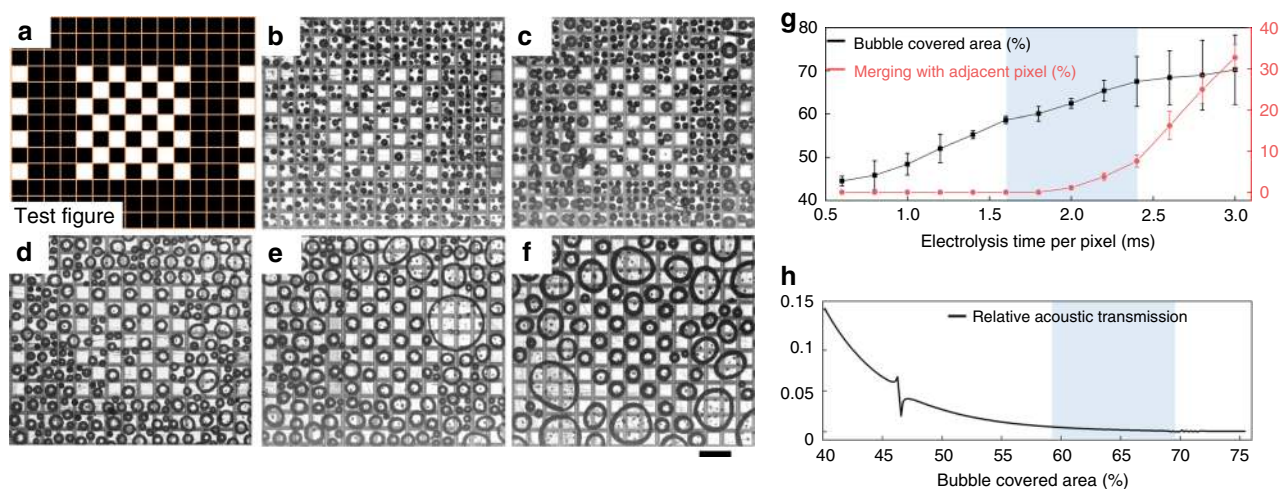 a
Test figure
b
c
d
e
f
g
80
70
60
50
40
Bubble covered area (%)
Merging with adjacent pixel (%)
40
30
20
10
0
0.5 1.0 1.5 2.0 2.5 3.0
Electrolysis time per pixel (ms)
h
0.15
0.1
0.05
0
Relative acoustic transmission
40 45 50 55 60 65 70 75
Bubble covered area (%)